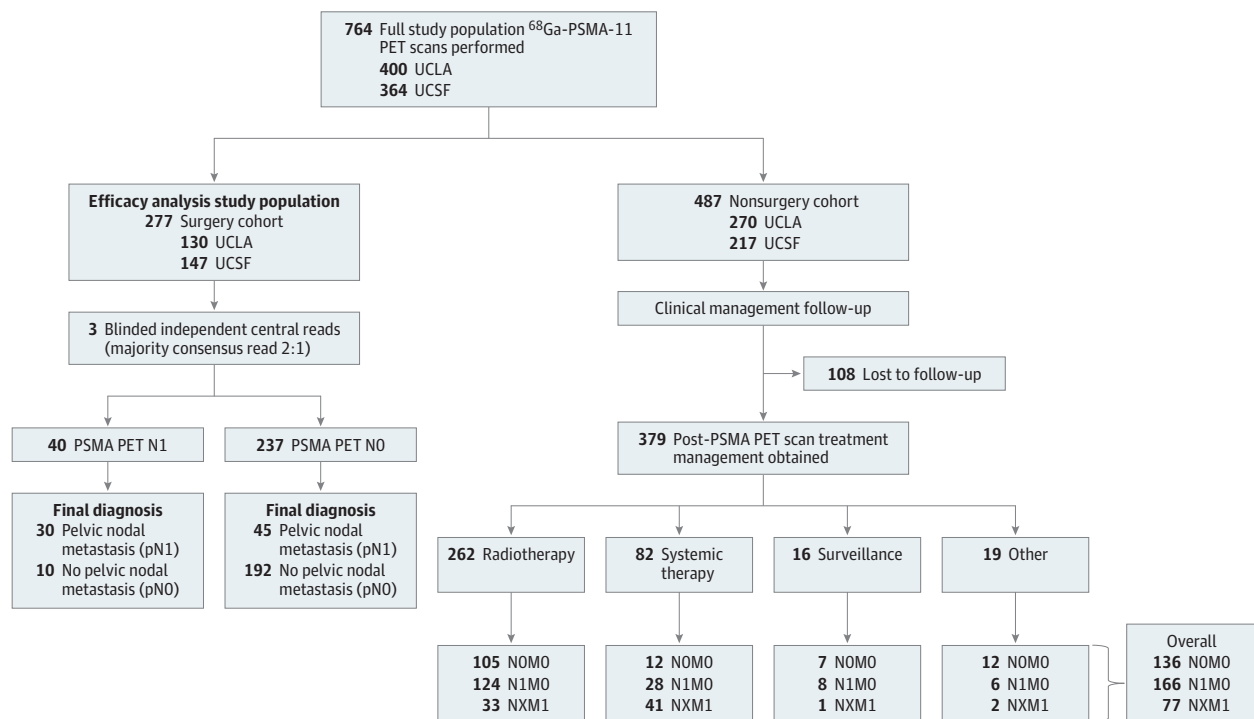 764 Full study population ⁶⁸Ga-PSMA-11
PET scans performed
400 UCLA
364 UCSF
Efficacy analysis study population
277 Surgery cohort
130 UCLA
147 UCSF
487 Nonsurgery cohort
270 UCLA
217 UCSF
3 Blinded independent central reads
(majority consensus read 2:1)
Clinical management follow-up
108 Lost to follow-up
40 PSMA PET N1
237 PSMA PET N0
379 Post-PSMA PET scan treatment
management obtained
Final diagnosis
30 Pelvic nodal
metastasis (pN1)
10 No pelvic nodal
metastasis (pN0)
Final diagnosis
45 Pelvic nodal
metastasis (pN1)
192 No pelvic nodal
metastasis (pN0)
262 Radiotherapy
82 Systemic
therapy
16 Surveillance
19 Other
105 N0M0
124 N1M0
33 NXM1
12 N0M0
28 N1M0
41 NXM1
7 N0M0
8 N1M0
1 NXM1
12 N0M0
6 N1M0
2 NXM1
Overall
136 N0M0
166 N1M0
77 NXM1